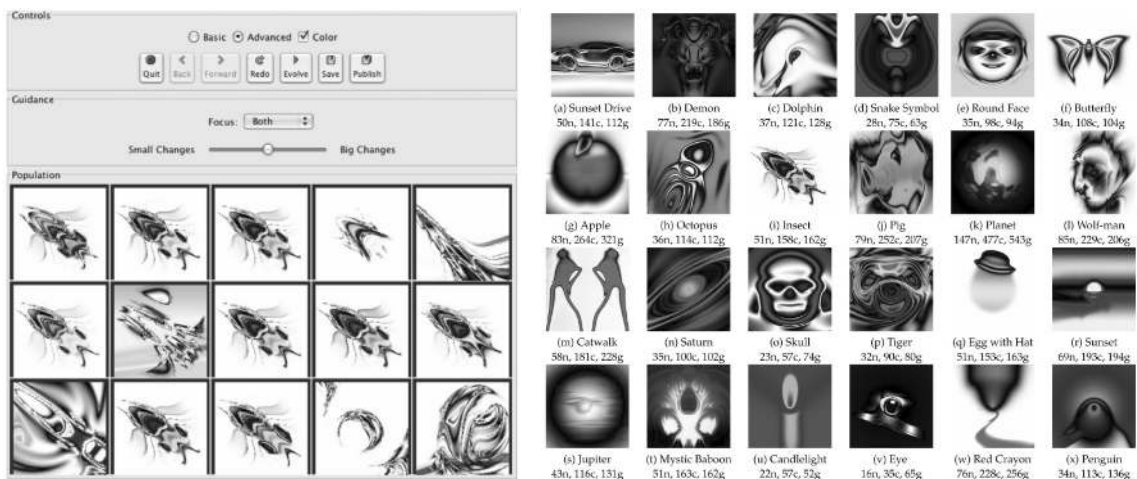 Controls
Basic Advanced Color
Quit Back Forward Redo Evolve Save Publish
Guidance
Focus: Both
Small Changes Big Changes
Population
(a) Sunset Drive
50n, 141c, 112g
(b) Demon
77n, 219c, 186g
(c) Dolphin
37n, 121c, 128g
(d) Snake Symbol
28n, 75c, 63g
(e) Round Face
35n, 98c, 94g
(f) Butterfly
34n, 108c, 104g
(g) Apple
83n, 264c, 321g
(h) Octopus
36n, 114c, 112g
(i) Insect
51n, 158c, 162g
(j) Pig
79n, 252c, 207g
(k) Planet
147n, 477c, 543g
(l) Wolf-man
85n, 229c, 206g
(m) Catwalk
58n, 181c, 228g
(n) Saturn
35n, 100c, 102g
(o) Skull
23n, 57c, 74g
(p) Tiger
32n, 90c, 80g
(q) Egg with Hat
51n, 153c, 163g
(r) Sunset
69n, 193c, 194g
(s) Jupiter
43n, 116c, 131g
(t) Mystic Baboon
51n, 163c, 162g
(u) Candlelight
22n, 57c, 52g
(v) Eye
16n, 35c, 65g
(w) Red Crayon
76n, 228c, 256g
(x) Penguin
34n, 113c, 136g